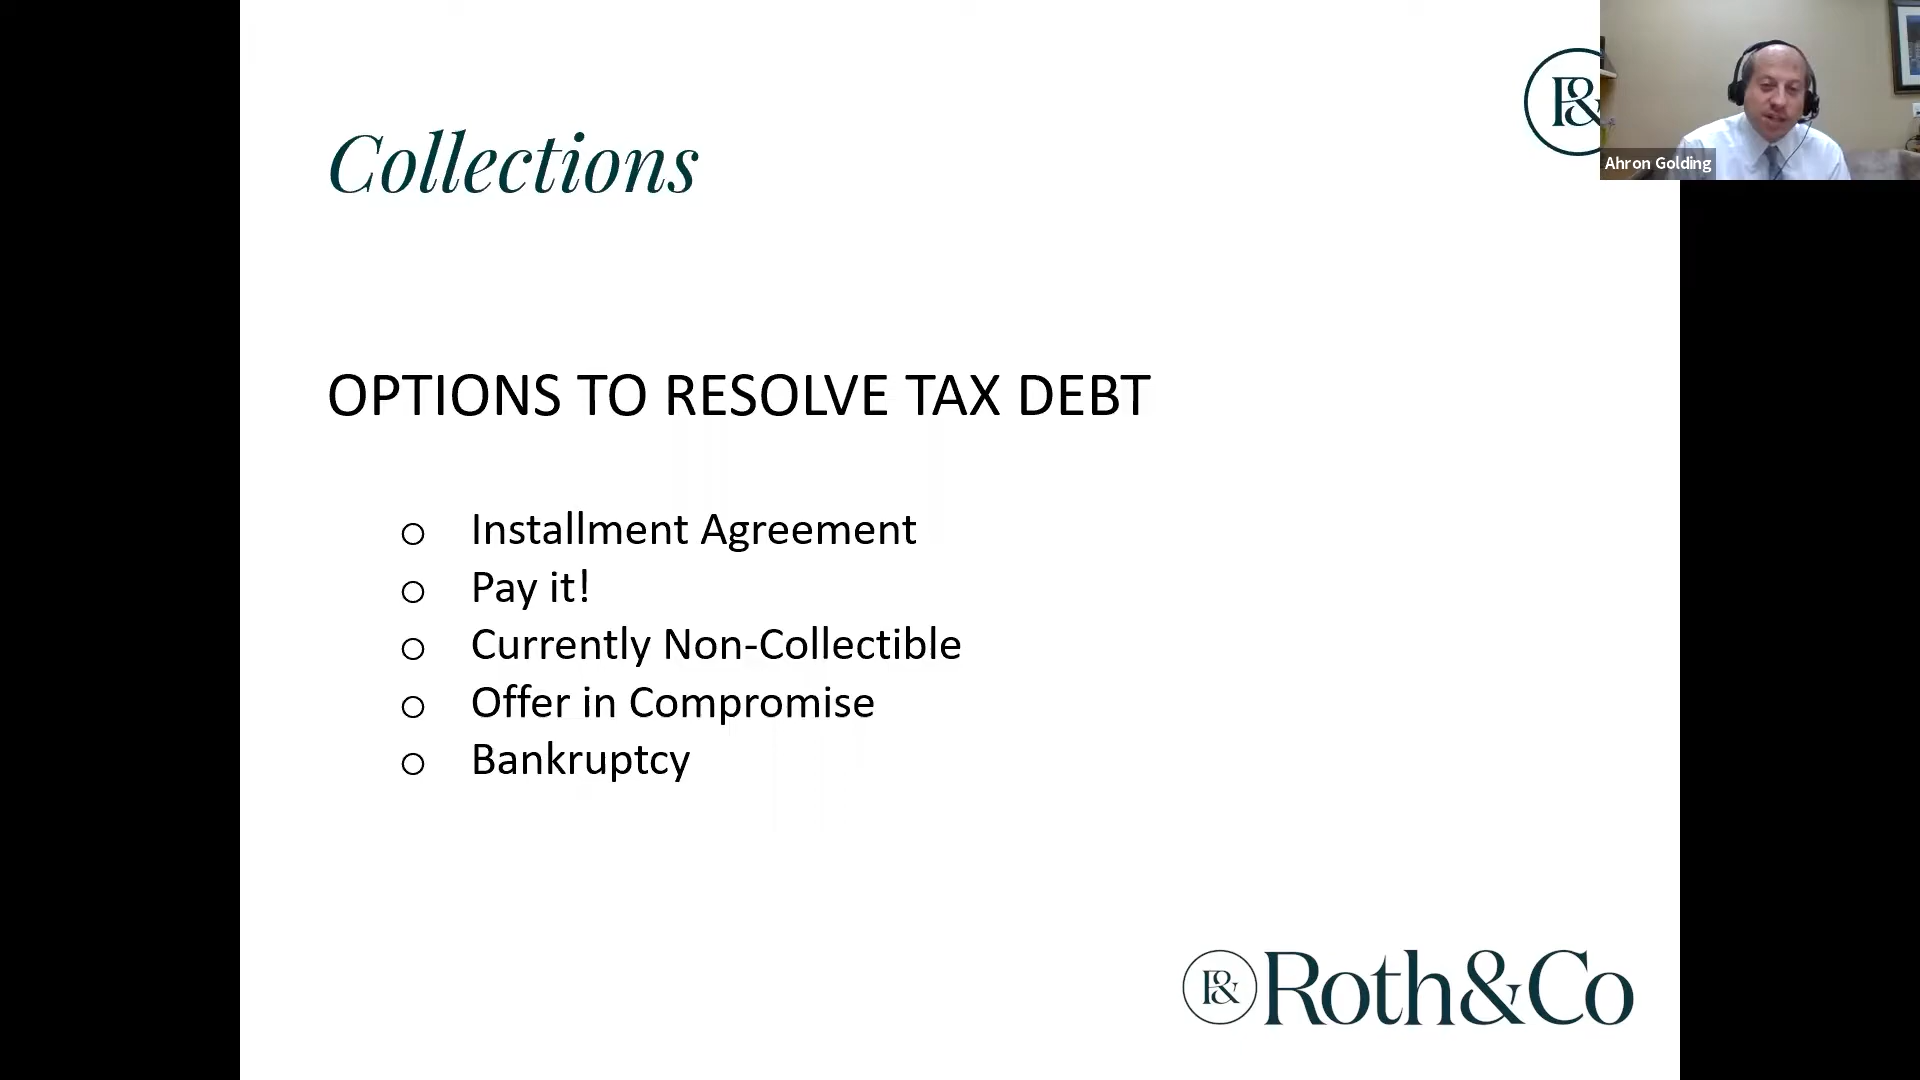 Collections
R&
Ahron Golding
OPTIONS TO RESOLVE TAX DEBT
o Installment Agreement
o Pay it!
o Currently Non-Collectible
o Offer in Compromise
o Bankruptcy
R& Roth&Co